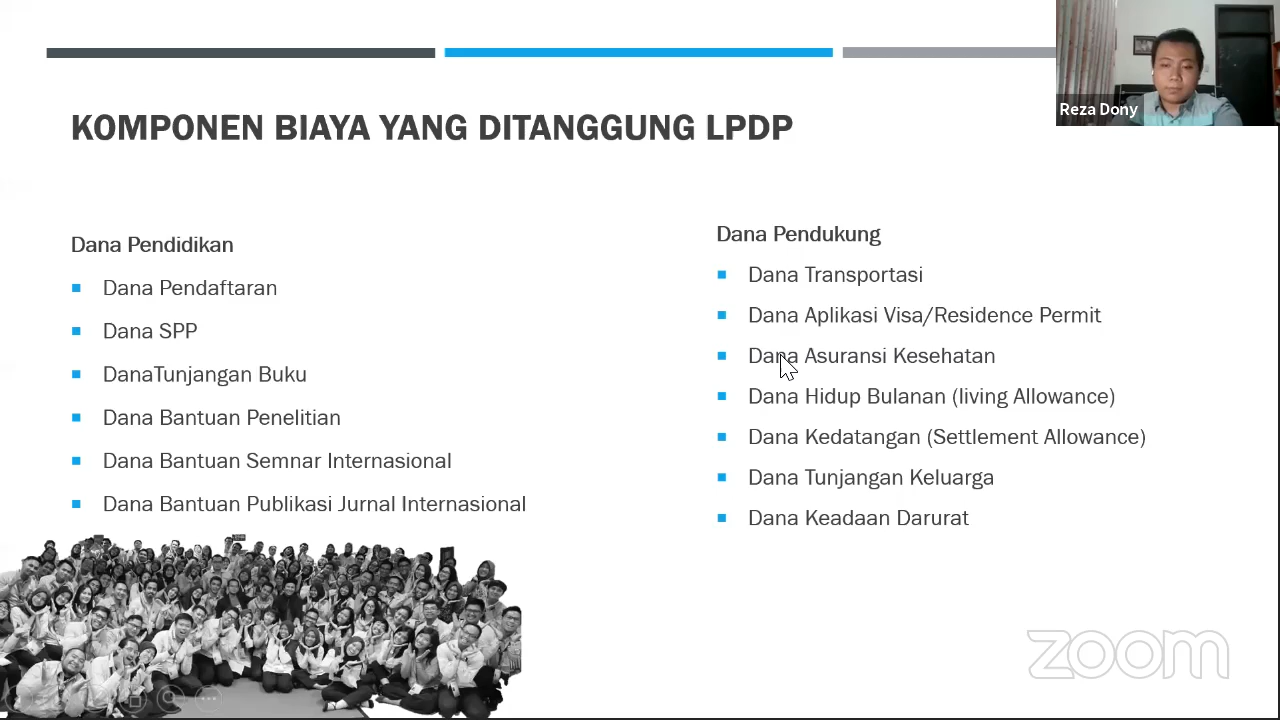 Reza Dony
KOMPONEN BIAYA YANG DITANGGUNG LPDP
Dana Pendidikan
Dana Pendaftaran
Dana SPP
DanaTunjangan Buku
Dana Bantuan Penelitian
Dana Bantuan Semnar Internasional
Dana Bantuan Publikasi Jurnal Internasional
Dana Pendukung
Dana Transportasi
Dana Aplikasi Visa/Residence Permit
Dana Asuransi Kesehatan
Dana Hidup Bulanan (living Allowance)
Dana Kedatangan (Settlement Allowance)
Dana Tunjangan Keluarga
Dana Keadaan Darurat
zoom